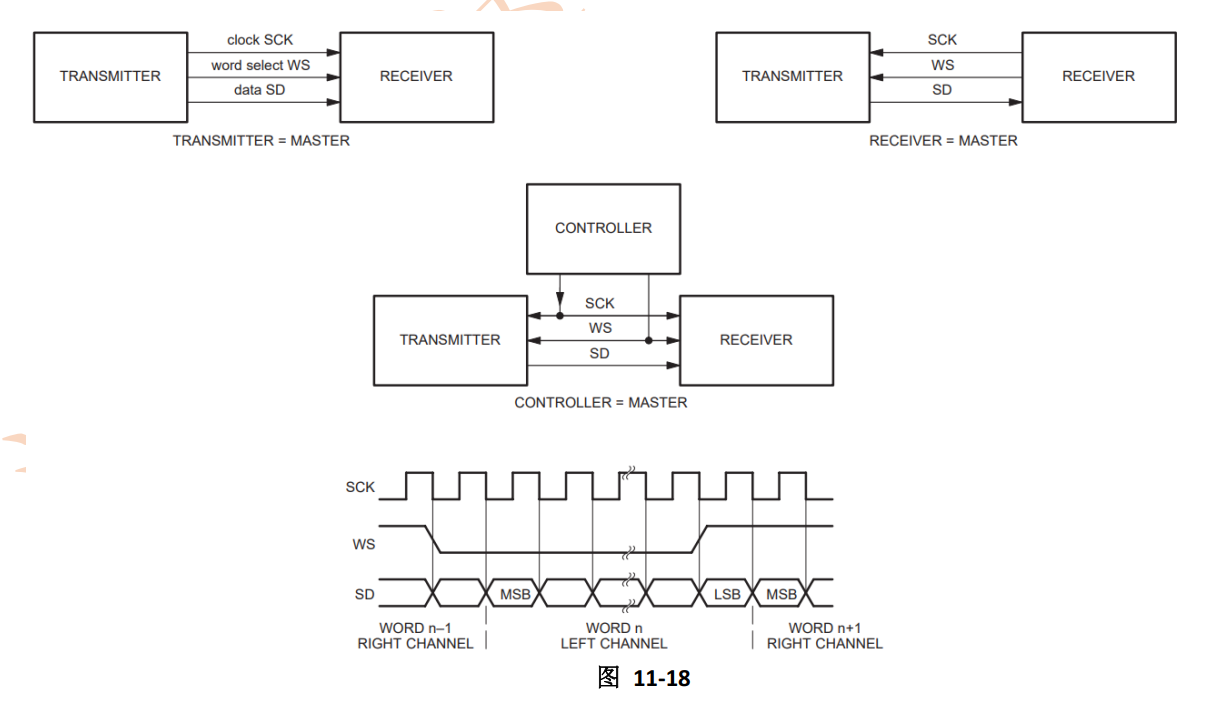 clock SCK
word select WS
data SD
TRANSMITTER
RECEIVER
TRANSMITTER = MASTER
SCK
WS
SD
TRANSMITTER
RECEIVER
RECEIVER = MASTER
CONTROLLER
SCK
WS
SD
TRANSMITTER
RECEIVER
CONTROLLER = MASTER
SCK
WS
SD
MSB
LSB
MSB
WORD n–1
RIGHT CHANNEL
WORD n
LEFT CHANNEL
WORD n+1
RIGHT CHANNEL
图 11-18